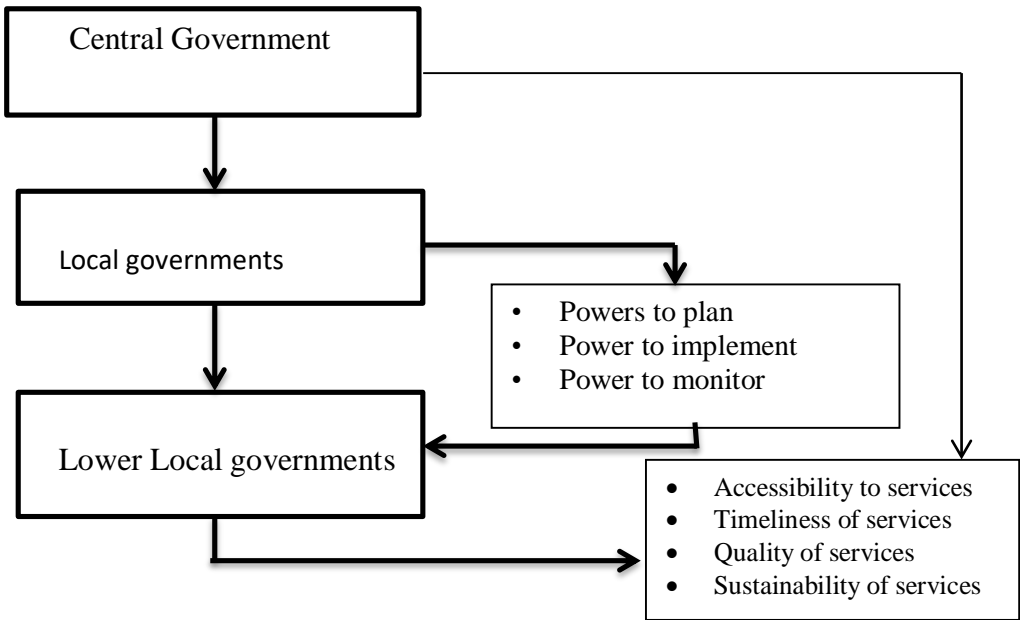 Central Government
Local governments
• Powers to plan
• Power to implement
• Power to monitor
Lower Local governments
• Accessibility to services
• Timeliness of services
• Quality of services
• Sustainability of services